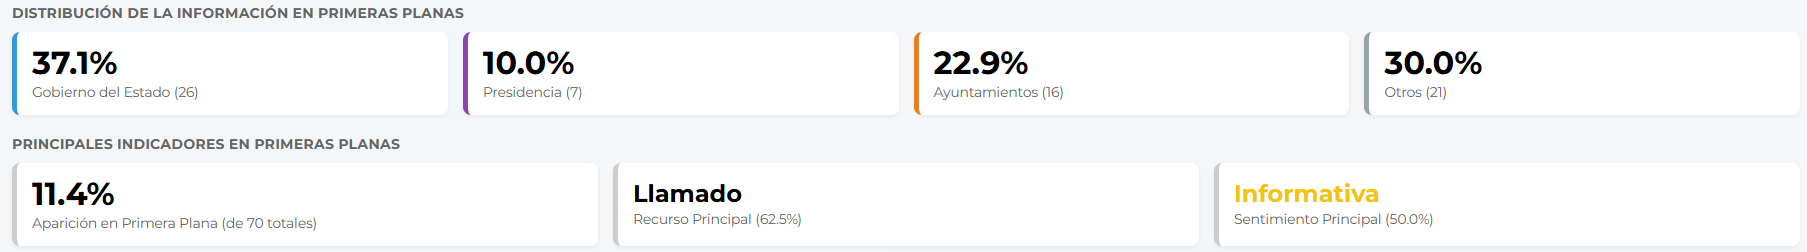 DISTRIBUCIÓN DE LA INFORMACIÓN EN PRIMERAS PLANAS
37.1%
Gobierno del Estado (26)
10.0%
Presidencia (7)
22.9%
Ayuntamientos (16)
30.0%
Otros (21)
PRINCIPALES INDICADORES EN PRIMERAS PLANAS
11.4%
Aparición en Primera Plana (de 70 totales)
Llamado
Recurso Principal (62.5%)
Informativa
Sentimiento Principal (50.0%)